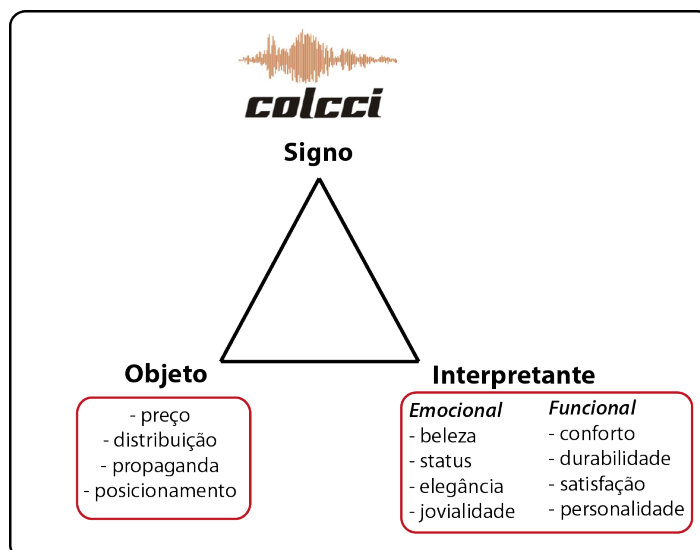 colcci
Signo
Objeto
- preço
- distribuição
- propaganda
- posicionamento
Interpretante
Emocional
- beleza
- status
- elegância
- jovialidade
Funcional
- conforto
- durabilidade
- satisfação
- personalidade